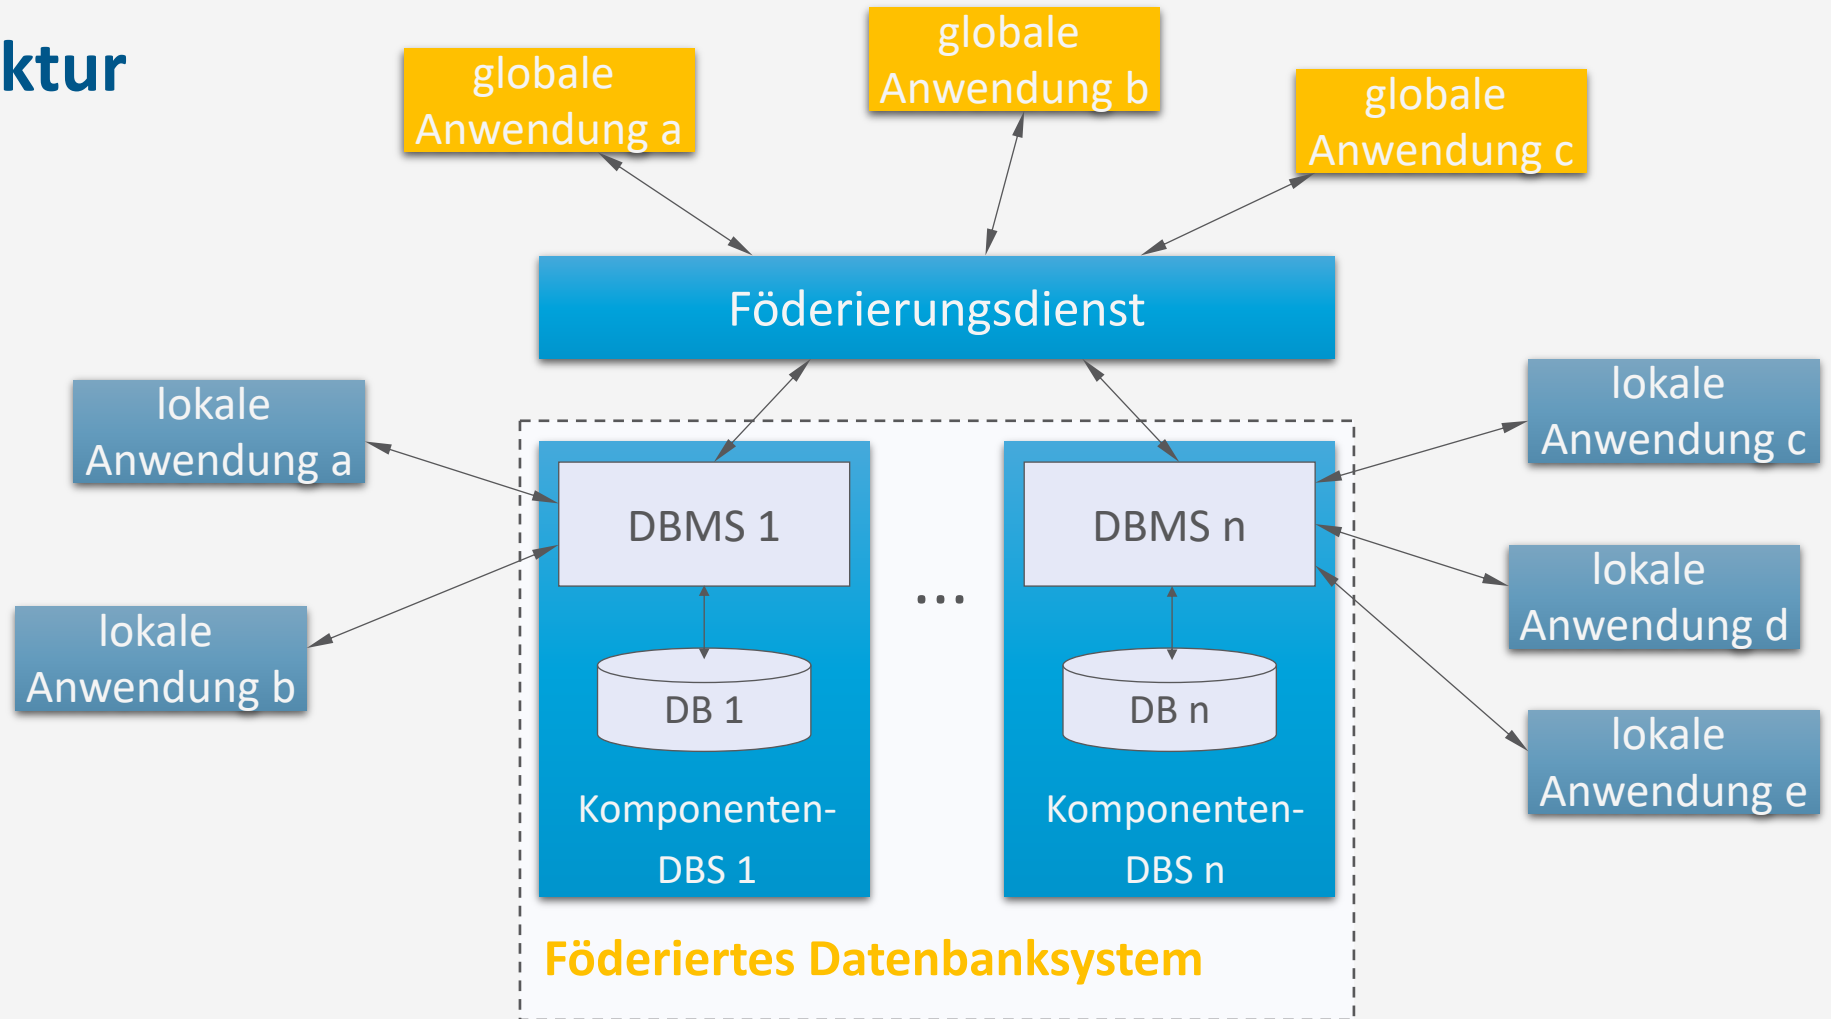 ktur
globale
Anwendung a
globale
Anwendung b
globale
Anwendung c
Föderierungsdienst
lokale
Anwendung a
lokale
Anwendung b
DBMS 1
DB 1
Komponenten-
DBS 1
...
DBMS n
DB n
Komponenten-
DBS n
lokale
Anwendung c
lokale
Anwendung d
lokale
Anwendung e
Föderiertes Datenbanksystem